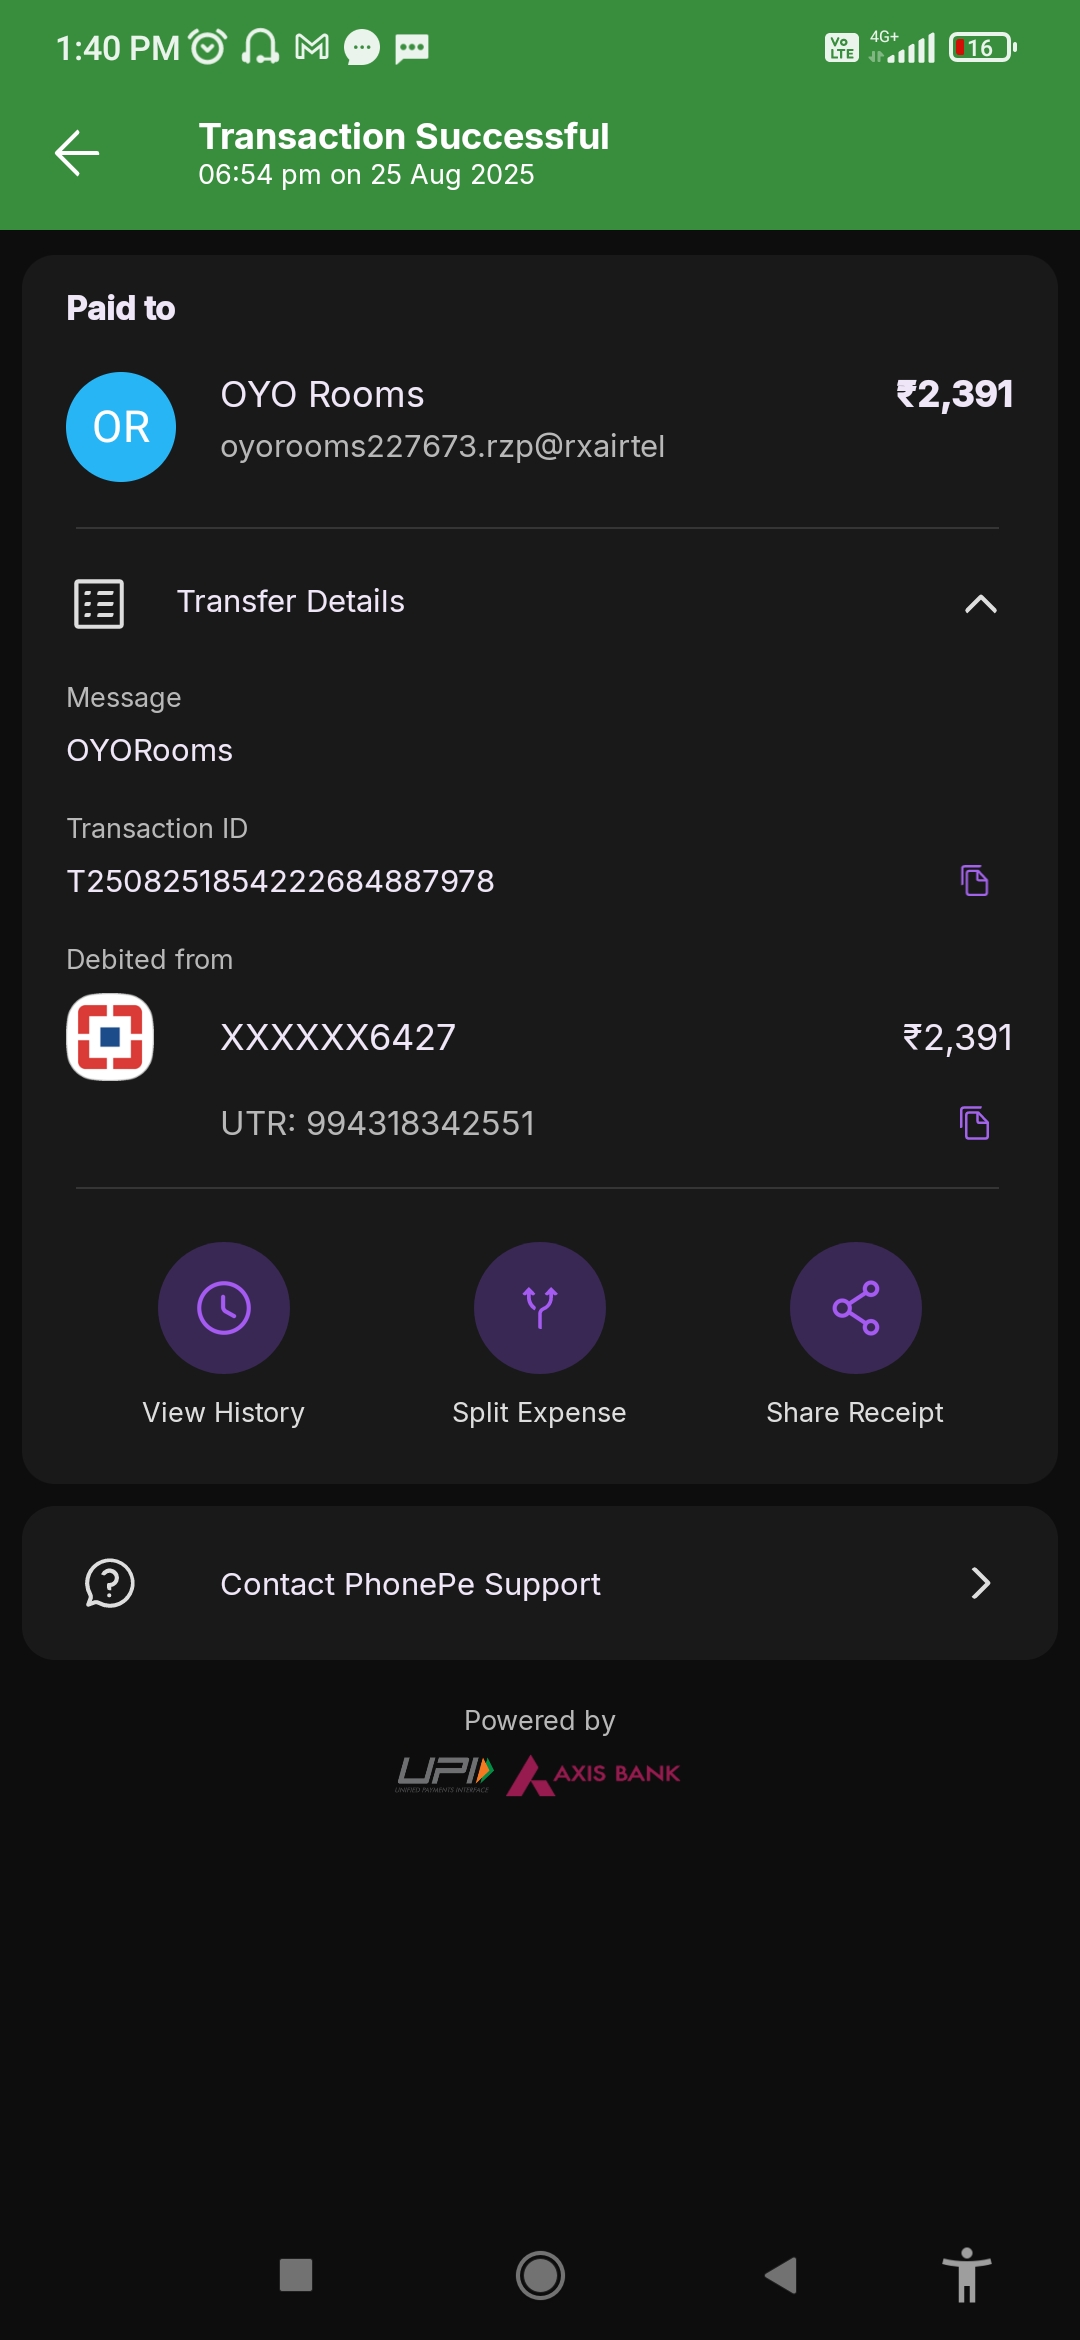 1:40 PM
Vo LTE
4G+
16
Transaction Successful
06:54 pm on 25 Aug 2025
Paid to
OR
OYO Rooms
₹2,391
oyorooms227673.rzp@rxairtel
Transfer Details
Message
OYORooms
Transaction ID
T2508251854222684887978
Debited from
XXXXXX6427
₹2,391
UTR: 994318342551
View History
Split Expense
Share Receipt
Contact PhonePe Support
Powered by
UPI
UNIFIED PAYMENTS INTERFACE
AXIS BANK